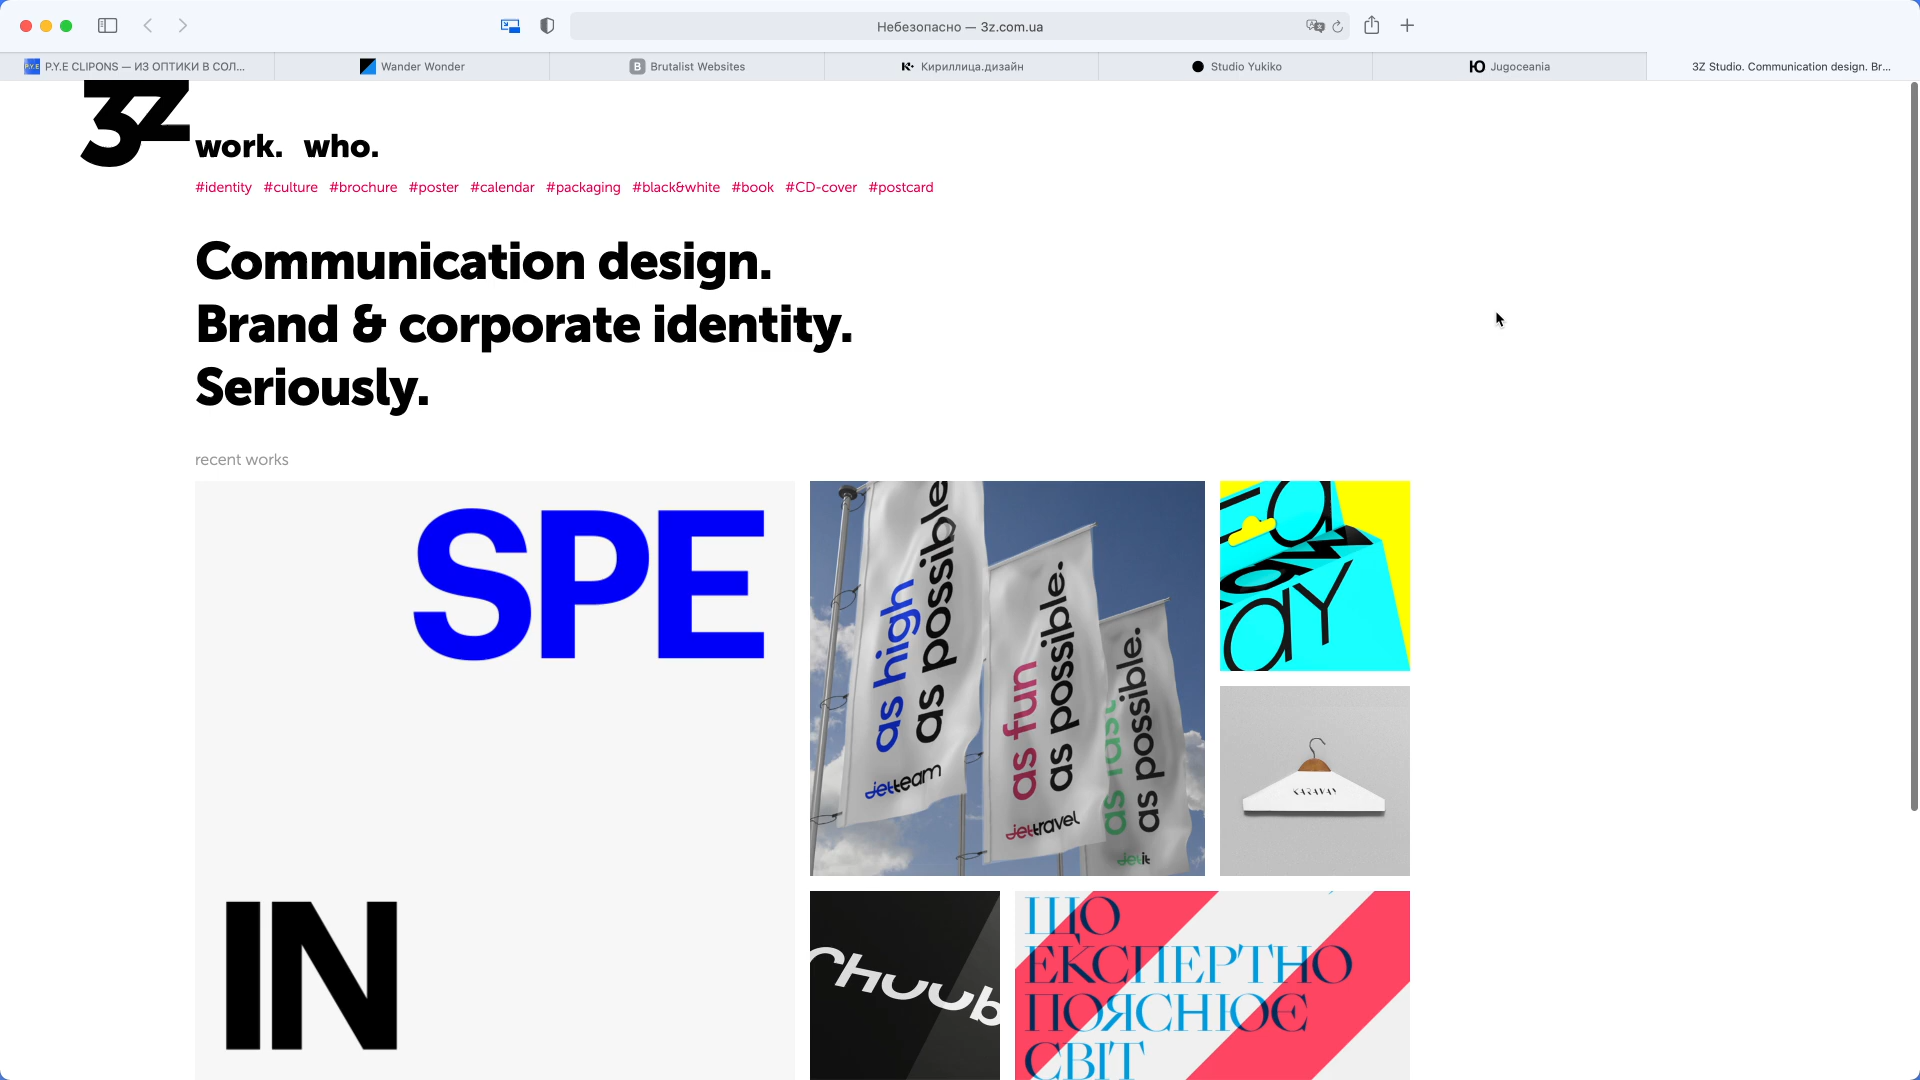 Небезопасно — 3z.com.ua
P.Y.E CLIPONS — ИЗ ОПТИКИ В СОЛ...
Wander Wonder
B Brutalist Websites
К• Кириллица.дизайн
Studio Yukiko
Ю Jugoceania
3Z Studio. Communication design. Br...
3Z
work. who.
#identity #culture #brochure #poster #calendar #packaging #black&white #book #CD-cover #postcard
Communication design.
Brand & corporate identity.
Seriously.
recent works
SPE
IN
as high
as possible
jetteam
as fun
as possible.
jettravel
as fast
as possible.
jetit
KARAVAY
Chuub
ЩО
ЕКСПЕРТНО
ПОЯСНЮЄ
СВІТ